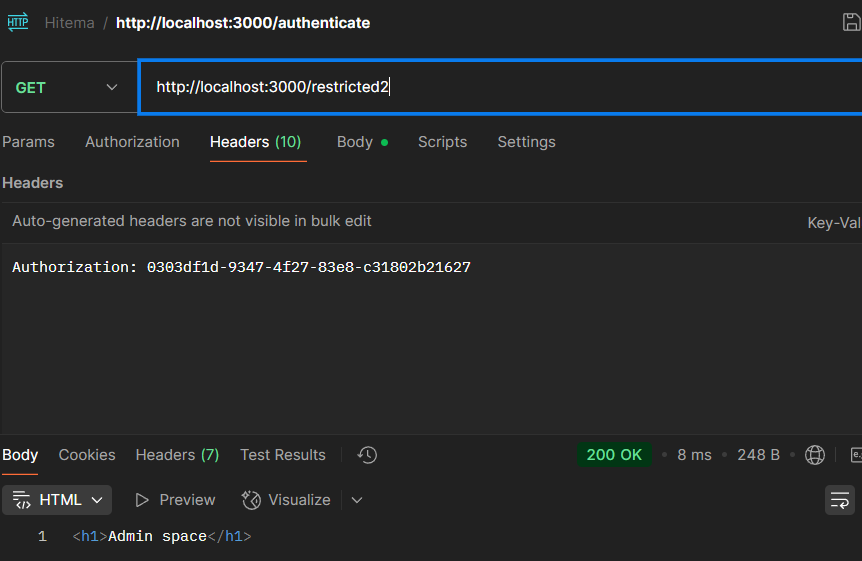 HTTP Hitema / http://localhost:3000/authenticate
GET http://localhost:3000/restricted2
Params Authorization Headers (10) Body Scripts Settings
Headers
Auto-generated headers are not visible in bulk edit Key-Val
Authorization: 0303df1d-9347-4f27-83e8-c31802b21627
Body Cookies Headers (7) Test Results 200 OK • 8 ms • 248 B • e.
HTML Preview Visualize
1 <h1>Admin space</h1>